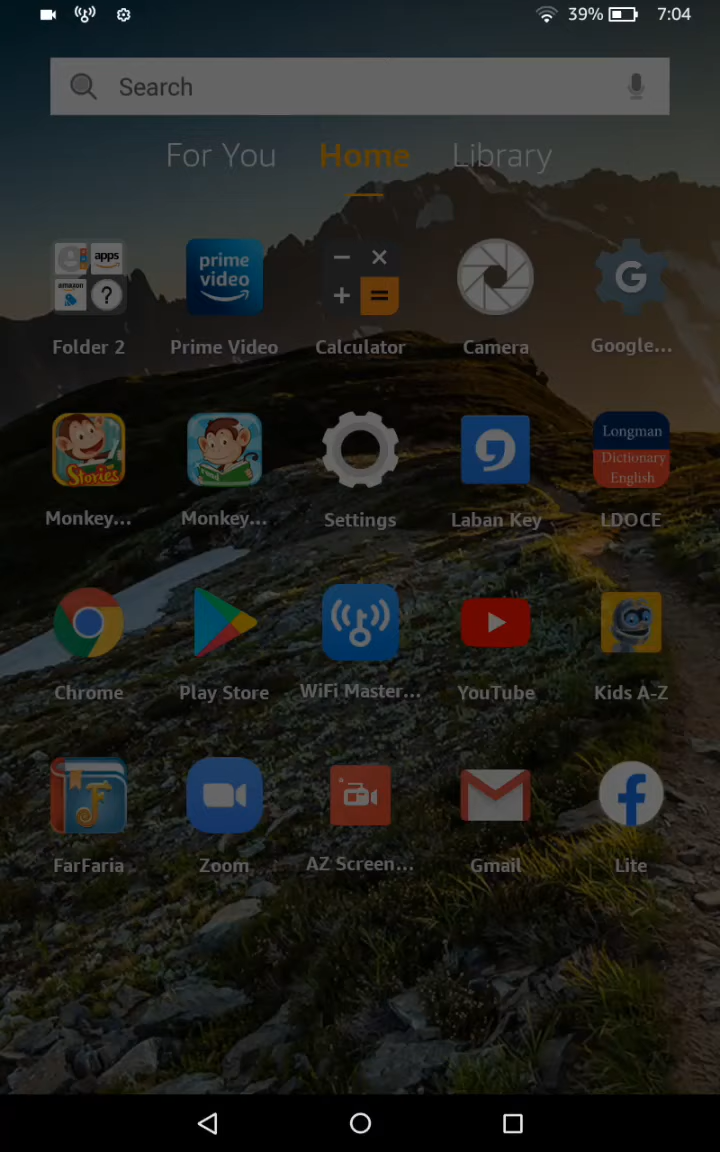 39% 7:04
Search
For You Home Library
apps
amazon
prime
video
Folder 2 Prime Video Calculator Camera Google...
Stories
Longman
Dictionary
English
Monkey... Monkey... Settings Laban Key LDOCE
Chrome Play Store WiFi Master... YouTube Kids A-Z
FarFaria Zoom AZ Screen... Gmail Lite